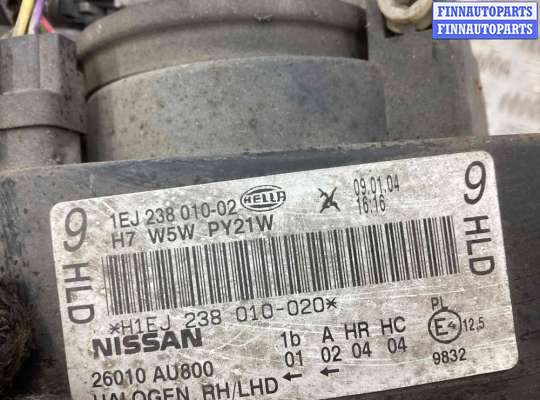 FINNAUTOPARTS
FINNAUTOPARTS
9 HLD
1EJ 238 010-02 HELLA 09.01.04
H7 W5W PY21W 16:16
9 HLD
*H1EJ 238 010-020*
NISSAN 1b A HR HC PL
26010 AU800 01 02 04 04 E4 12,5
HALOGEN RH/LHD ← ← 9832